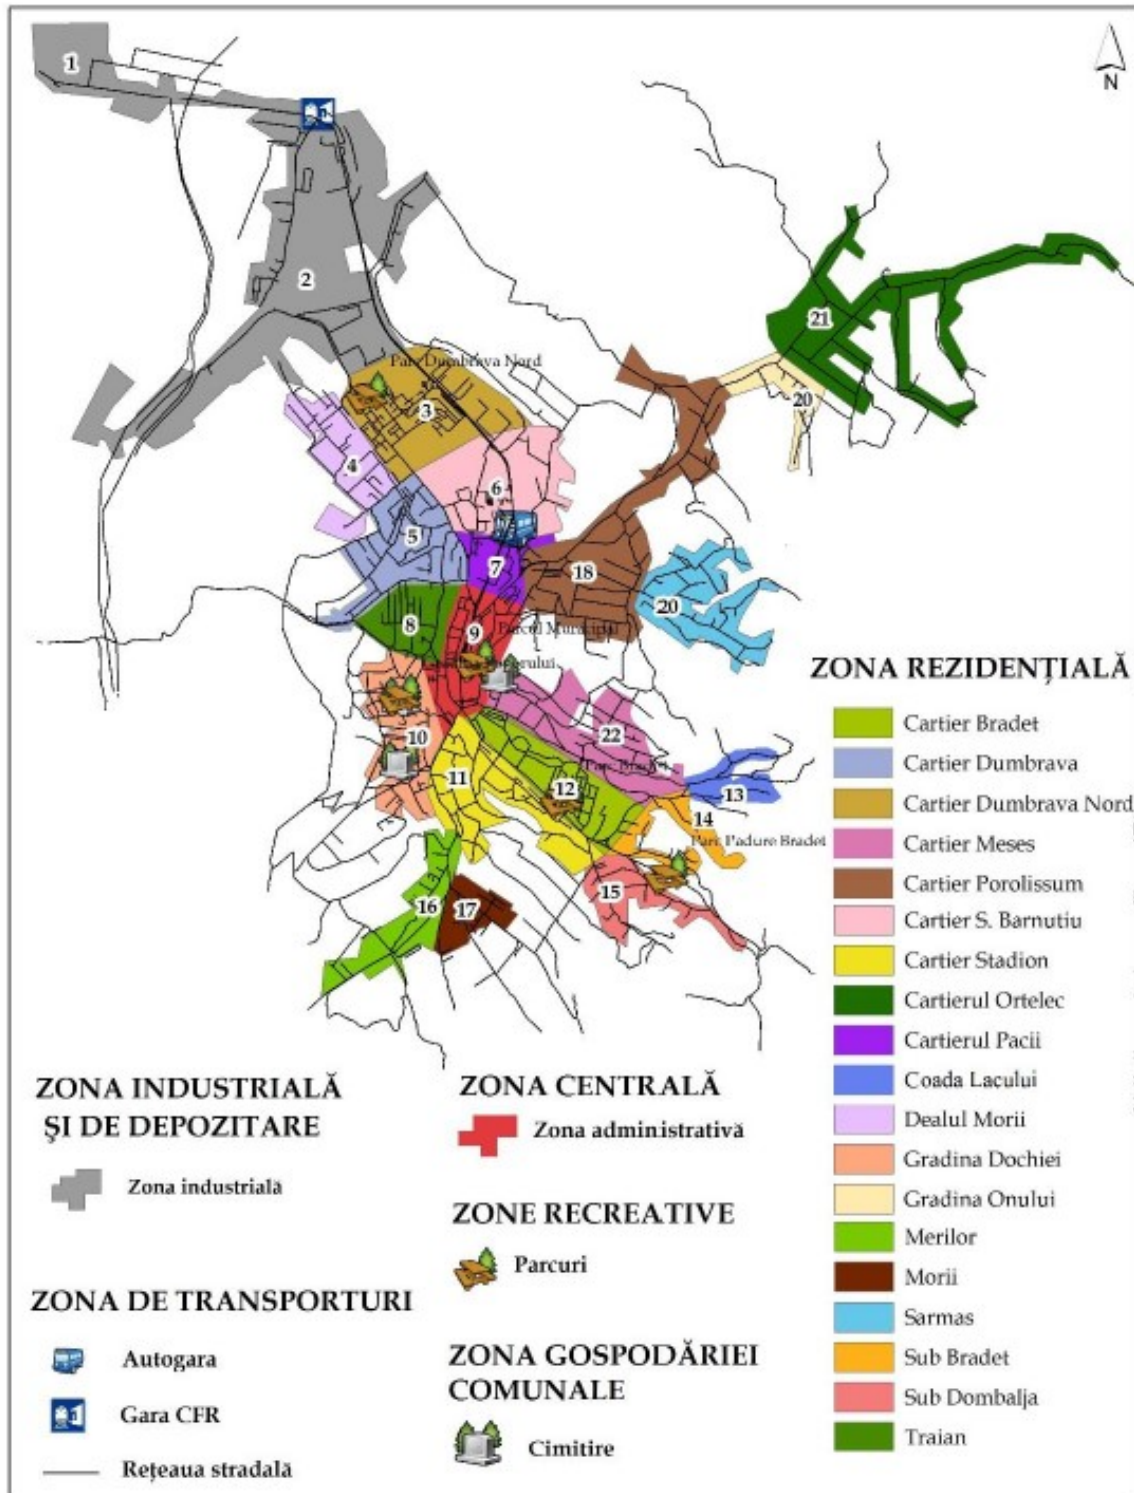 N
1
2
Parc Dumbrava Nord
3
4
5
6
7
8
9
Parcul Municipal
10
11
12
Parc Bradet
13
14
Parc Padure Bradet
15
16
17
18
20
20
21
22
ZONA REZIDENȚIALĂ
Cartier Bradet
Cartier Dumbrava
Cartier Dumbrava Nord
Cartier Meses
Cartier Porolissum
Cartier S. Barnutiu
Cartier Stadion
Cartierul Ortelec
Cartierul Pacii
Coada Lacului
Dealul Morii
Gradina Dochiei
Gradina Onului
Merilor
Morii
Sarmas
Sub Bradet
Sub Dombalja
Traian
ZONA INDUSTRIALĂ
ŞI DE DEPOZITARE
Zona industrială
ZONA DE TRANSPORTURI
Autogara
Gara CFR
Rețeaua stradală
ZONA CENTRALĂ
Zona administrativă
ZONE RECREATIVE
Parcuri
ZONA GOSPODĂRIEI
COMUNALE
Cimitire